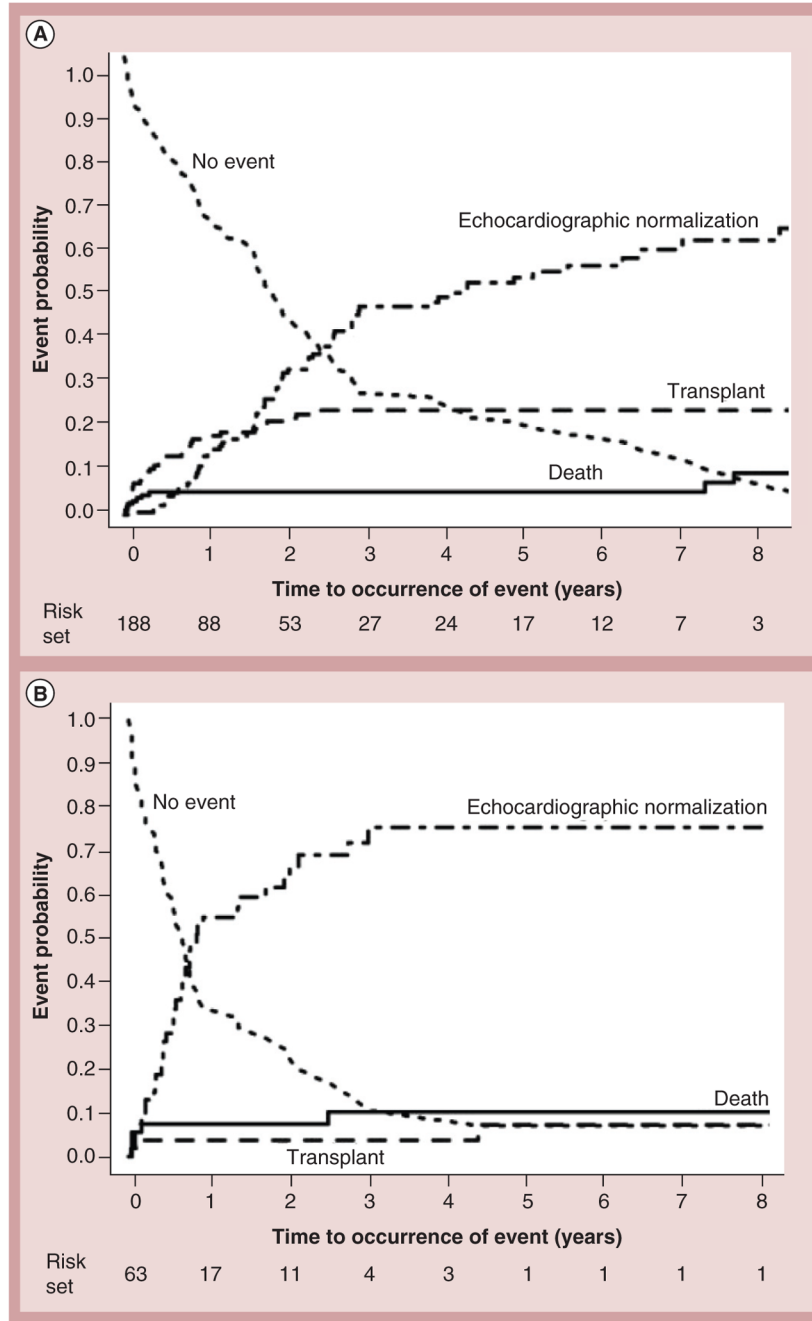 A
Event probability
1.0
0.9
0.8
0.7
0.6
0.5
0.4
0.3
0.2
0.1
0.0
No event
Echocardiographic normalization
Transplant
Death
0 1 2 3 4 5 6 7 8
Time to occurrence of event (years)
Risk
set
188 88 53 27 24 17 12 7 3
B
Event probability
1.0
0.9
0.8
0.7
0.6
0.5
0.4
0.3
0.2
0.1
0.0
No event
Echocardiographic normalization
Death
Transplant
0 1 2 3 4 5 6 7 8
Time to occurrence of event (years)
Risk
set
63 17 11 4 3 1 1 1 1